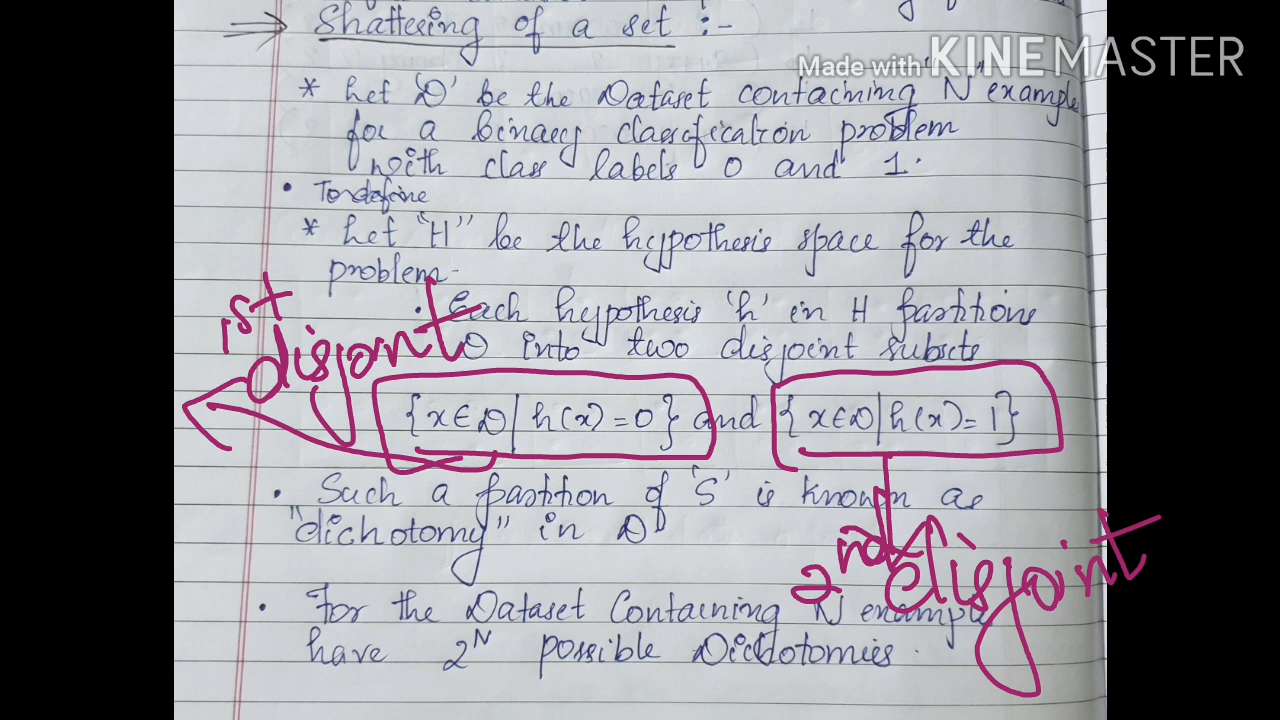 Shattering of a set :-
Made with KINEMASTER
* Let 'D' be the Dataset containing "N" example
for a binary classification problem
with class labels 0 and 1.
• To define
* Let "H" be the hypothesis space for the
problem-
• Each hypothesis 'h' in H partitions
D into two disjoint subsets
1st disjoint
{x∈D | h(x) = 0} and {x∈D | h(x) = 1}
• Such a partition of 'S' is known as
"dichotomy" in D
2nd disjoint
• For the Dataset Containing N example
have 2^N possible Dichotomies.